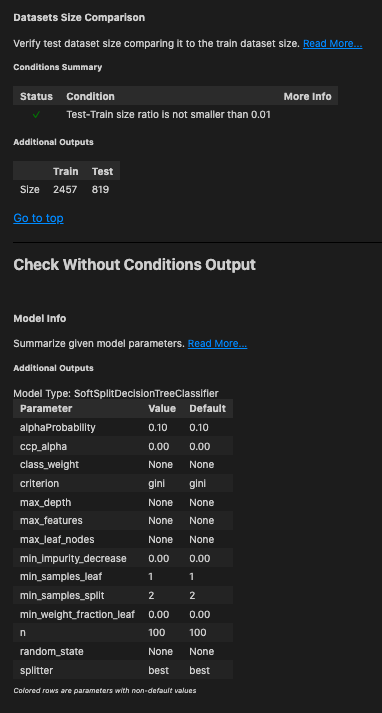 Datasets Size Comparison
Verify test dataset size comparing it to the train dataset size. Read More...
Conditions Summary
Status Condition More Info
✓ Test-Train size ratio is not smaller than 0.01
Additional Outputs
Train Test
Size 2457 819
Go to top
Check Without Conditions Output
Model Info
Summarize given model parameters. Read More...
Additional Outputs
Model Type: SoftSplitDecisionTreeClassifier
Parameter Value Default
alphaProbability 0.10 0.10
ccp_alpha 0.00 0.00
class_weight None None
criterion gini gini
max_depth None None
max_features None None
max_leaf_nodes None None
min_impurity_decrease 0.00 0.00
min_samples_leaf 1 1
min_samples_split 2 2
min_weight_fraction_leaf 0.00 0.00
n 100 100
random_state None None
splitter best best
Colored rows are parameters with non-default values